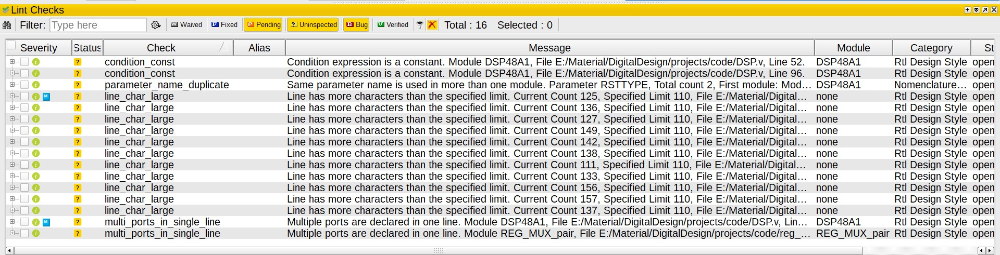 Lint Checks
Filter: Type here W Waived F Fixed P Pending ? Uninspected B Bug V Verified Total : 16 Selected : 0
Severity Status Check Alias Message Module Category St
i ? condition_const Condition expression is a constant. Module DSP48A1, File E:/Material/DigitalDesign/projects/code/DSP.v, Line 52. DSP48A1 Rtl Design Style open
i ? condition_const Condition expression is a constant. Module DSP48A1, File E:/Material/DigitalDesign/projects/code/DSP.v, Line 96. DSP48A1 Rtl Design Style open
i ? parameter_name_duplicate Same parameter name is used in more than one module. Parameter RSTTYPE, Total count 2, First module: Mod... DSP48A1 Nomenclature... open
i M ? line_char_large Line has more characters than the specified limit. Current Count 125, Specified Limit 110, File E:/Material/Digital... none Rtl Design Style open
i ? line_char_large Line has more characters than the specified limit. Current Count 136, Specified Limit 110, File E:/Material/Digital... none Rtl Design Style open
i ? line_char_large Line has more characters than the specified limit. Current Count 127, Specified Limit 110, File E:/Material/Digital... none Rtl Design Style open
i ? line_char_large Line has more characters than the specified limit. Current Count 149, Specified Limit 110, File E:/Material/Digital... none Rtl Design Style open
i ? line_char_large Line has more characters than the specified limit. Current Count 142, Specified Limit 110, File E:/Material/Digital... none Rtl Design Style open
i ? line_char_large Line has more characters than the specified limit. Current Count 138, Specified Limit 110, File E:/Material/Digital... none Rtl Design Style open
i ? line_char_large Line has more characters than the specified limit. Current Count 111, Specified Limit 110, File E:/Material/Digital... none Rtl Design Style open
i ? line_char_large Line has more characters than the specified limit. Current Count 133, Specified Limit 110, File E:/Material/Digital... none Rtl Design Style open
i ? line_char_large Line has more characters than the specified limit. Current Count 156, Specified Limit 110, File E:/Material/Digital... none Rtl Design Style open
i ? line_char_large Line has more characters than the specified limit. Current Count 157, Specified Limit 110, File E:/Material/Digital... none Rtl Design Style open
i ? line_char_large Line has more characters than the specified limit. Current Count 137, Specified Limit 110, File E:/Material/Digital... none Rtl Design Style open
i M ? multi_ports_in_single_line Multiple ports are declared in one line. Module DSP48A1, File E:/Material/DigitalDesign/projects/code/DSP.v, Lin... DSP48A1 Rtl Design Style open
i ? multi_ports_in_single_line Multiple ports are declared in one line. Module REG_MUX_pair, File E:/Material/DigitalDesign/projects/code/reg_... REG_MUX_pair Rtl Design Style open